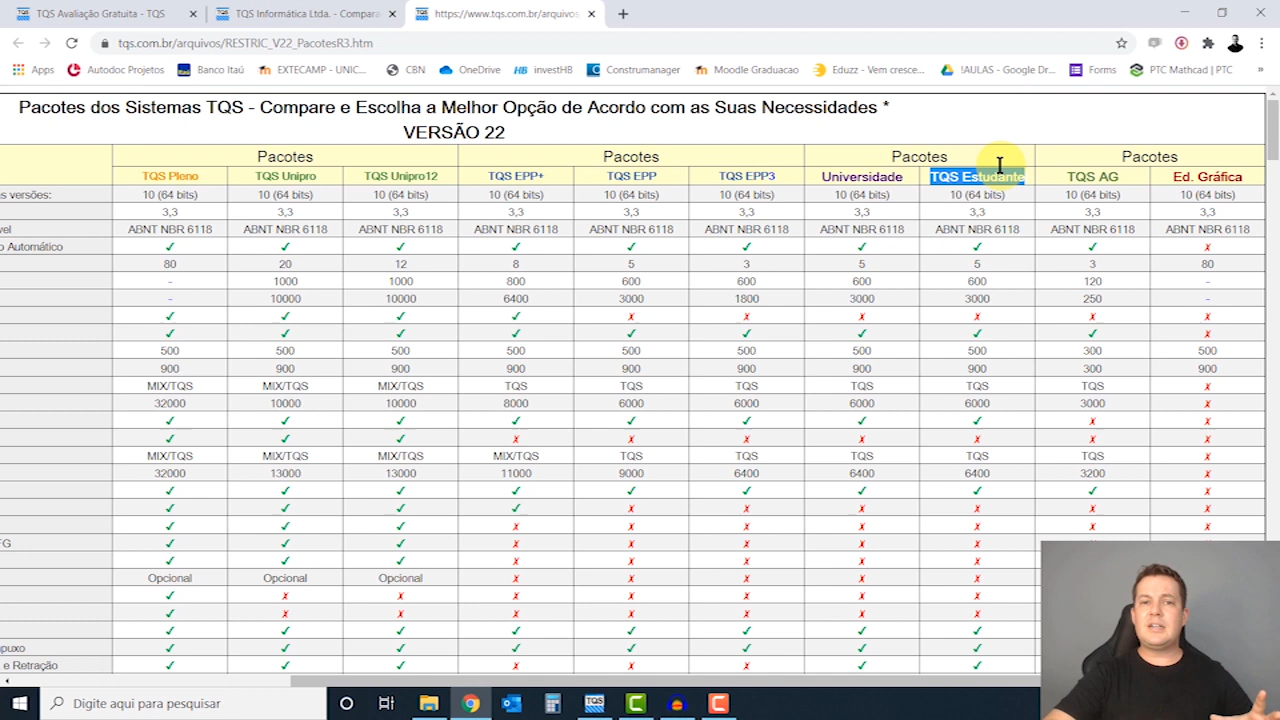 TQS Avaliação Gratuita - TQS
TQS Informática Ltda. - Compara
https://www.tqs.com.br/arquivos
tqs.com.br/arquivos/RESTRIC_V22_PacotesR3.htm
Apps Autodoc Projetos Banco Itaú EXTECAMP - UNIC... CBN OneDrive investHB Construmanager Moodle Graduacao Eduzz - Vem cresce... !AULAS - Google Dr... Forms PTC Mathcad | PTC »
Pacotes dos Sistemas TQS - Compare e Escolha a Melhor Opção de Acordo com as Suas Necessidades *
VERSÃO 22
Pacotes Pacotes Pacotes Pacotes
TQS Pleno TQS Unipro TQS Unipro12 TQS EPP+ TQS EPP TQS EPP3 Universidade TQS Estudante TQS AG Ed. Gráfica
as versões: 10 (64 bits) 10 (64 bits) 10 (64 bits) 10 (64 bits) 10 (64 bits) 10 (64 bits) 10 (64 bits) 10 (64 bits) 10 (64 bits) 10 (64 bits)
3,3 3,3 3,3 3,3 3,3 3,3 3,3 3,3 3,3 3,3
vel ABNT NBR 6118 ABNT NBR 6118 ABNT NBR 6118 ABNT NBR 6118 ABNT NBR 6118 ABNT NBR 6118 ABNT NBR 6118 ABNT NBR 6118 ABNT NBR 6118 ABNT NBR 6118
o Automático ✓ ✓ ✓ ✓ ✓ ✓ ✓ ✓ ✓ ✗
80 20 12 8 5 3 5 5 3 80
- 1000 1000 800 600 600 600 600 120 -
- 10000 10000 6400 3000 1800 3000 3000 250 -
✓ ✓ ✓ ✓ ✗ ✗ ✗ ✗ ✗ ✗
✓ ✓ ✓ ✓ ✓ ✓ ✓ ✓ ✓ ✗
500 500 500 500 500 500 500 500 300 500
900 900 900 900 900 900 900 900 300 900
MIX/TQS MIX/TQS MIX/TQS TQS TQS TQS TQS TQS TQS ✗
32000 10000 10000 8000 6000 6000 6000 6000 3000 ✗
✓ ✓ ✓ ✓ ✓ ✓ ✓ ✓ ✗ ✗
✓ ✓ ✓ ✗ ✗ ✗ ✗ ✗ ✗ ✗
MIX/TQS MIX/TQS MIX/TQS MIX/TQS TQS TQS TQS TQS TQS ✗
32000 13000 13000 11000 9000 6400 6400 6400 3200 ✗
✓ ✓ ✓ ✓ ✓ ✓ ✓ ✓ ✓ ✗
✓ ✓ ✓ ✓ ✗ ✗ ✗ ✗ ✗ ✗
✓ ✓ ✓ ✗ ✗ ✗ ✗ ✗ ✗ ✗
FG ✓ ✓ ✓ ✗ ✗ ✗ ✗ ✗
✓ ✓ ✓ ✗ ✗ ✗ ✗ ✗
Opcional Opcional Opcional ✗ ✗ ✗ ✗ ✗
✓ ✗ ✗ ✗ ✗ ✗ ✗ ✗
✓ ✗ ✗ ✗ ✗ ✗ ✗ ✗
✓ ✓ ✓ ✓ ✓ ✓ ✓ ✓
puxo ✓ ✓ ✓ ✓ ✓ ✓ ✓ ✓
e Retração ✓ ✓ ✓ ✗ ✗ ✗ ✓ ✓
Digite aqui para pesquisar